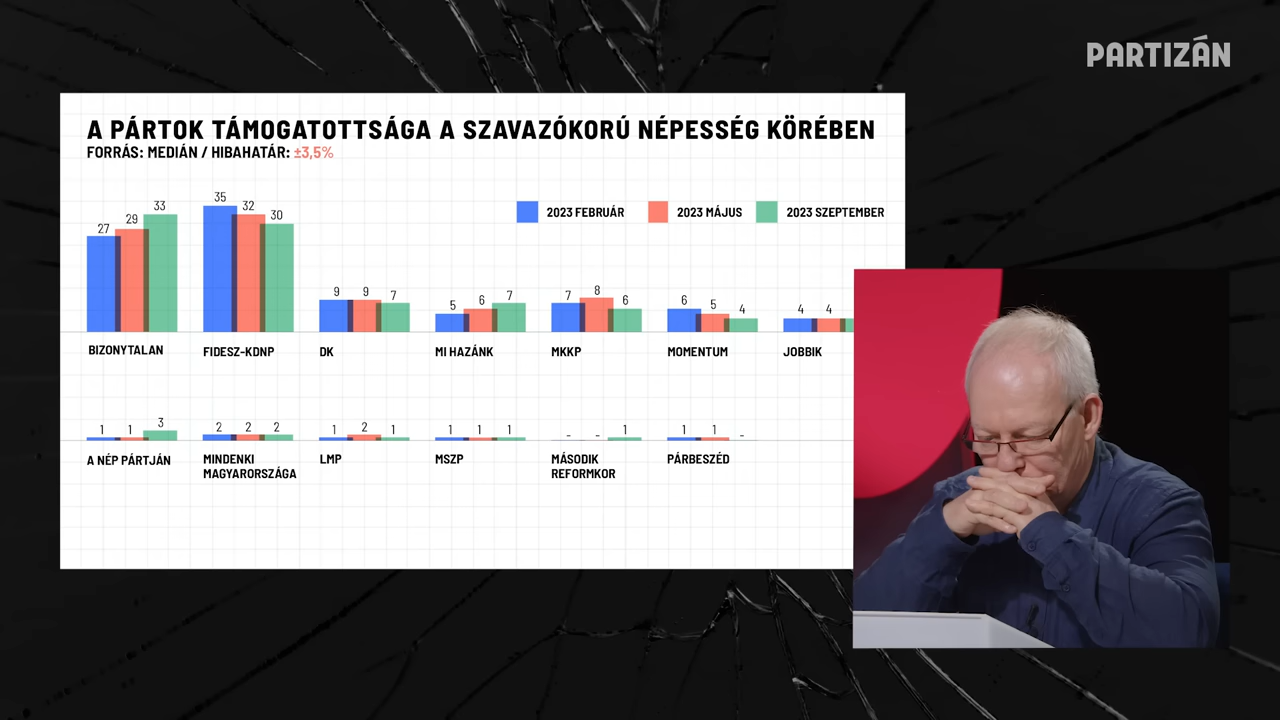 PARTIZÁN
A PÁRTOK TÁMOGATOTTSÁGA A SZAVAZÓKORÚ NÉPESSÉG KÖRÉBEN
FORRÁS: MEDIÁN / HIBAHATÁR: ±3,5%
2023 FEBRUÁR 2023 MÁJUS 2023 SZEPTEMBER
27 29 33 35 32 30 9 9 7 5 6 7 7 8 6 6 5 4 4 4
BIZONYTALAN FIDESZ-KDNP DK MI HAZÁNK MKKP MOMENTUM JOBBIK
1 1 3 2 2 2 1 2 1 1 1 1 - - 1 1 1 -
A NÉP PÁRTJÁN MINDENKI LMP MSZP MÁSODIK PÁRBESZÉD
MAGYARORSZÁGA REFORMKOR